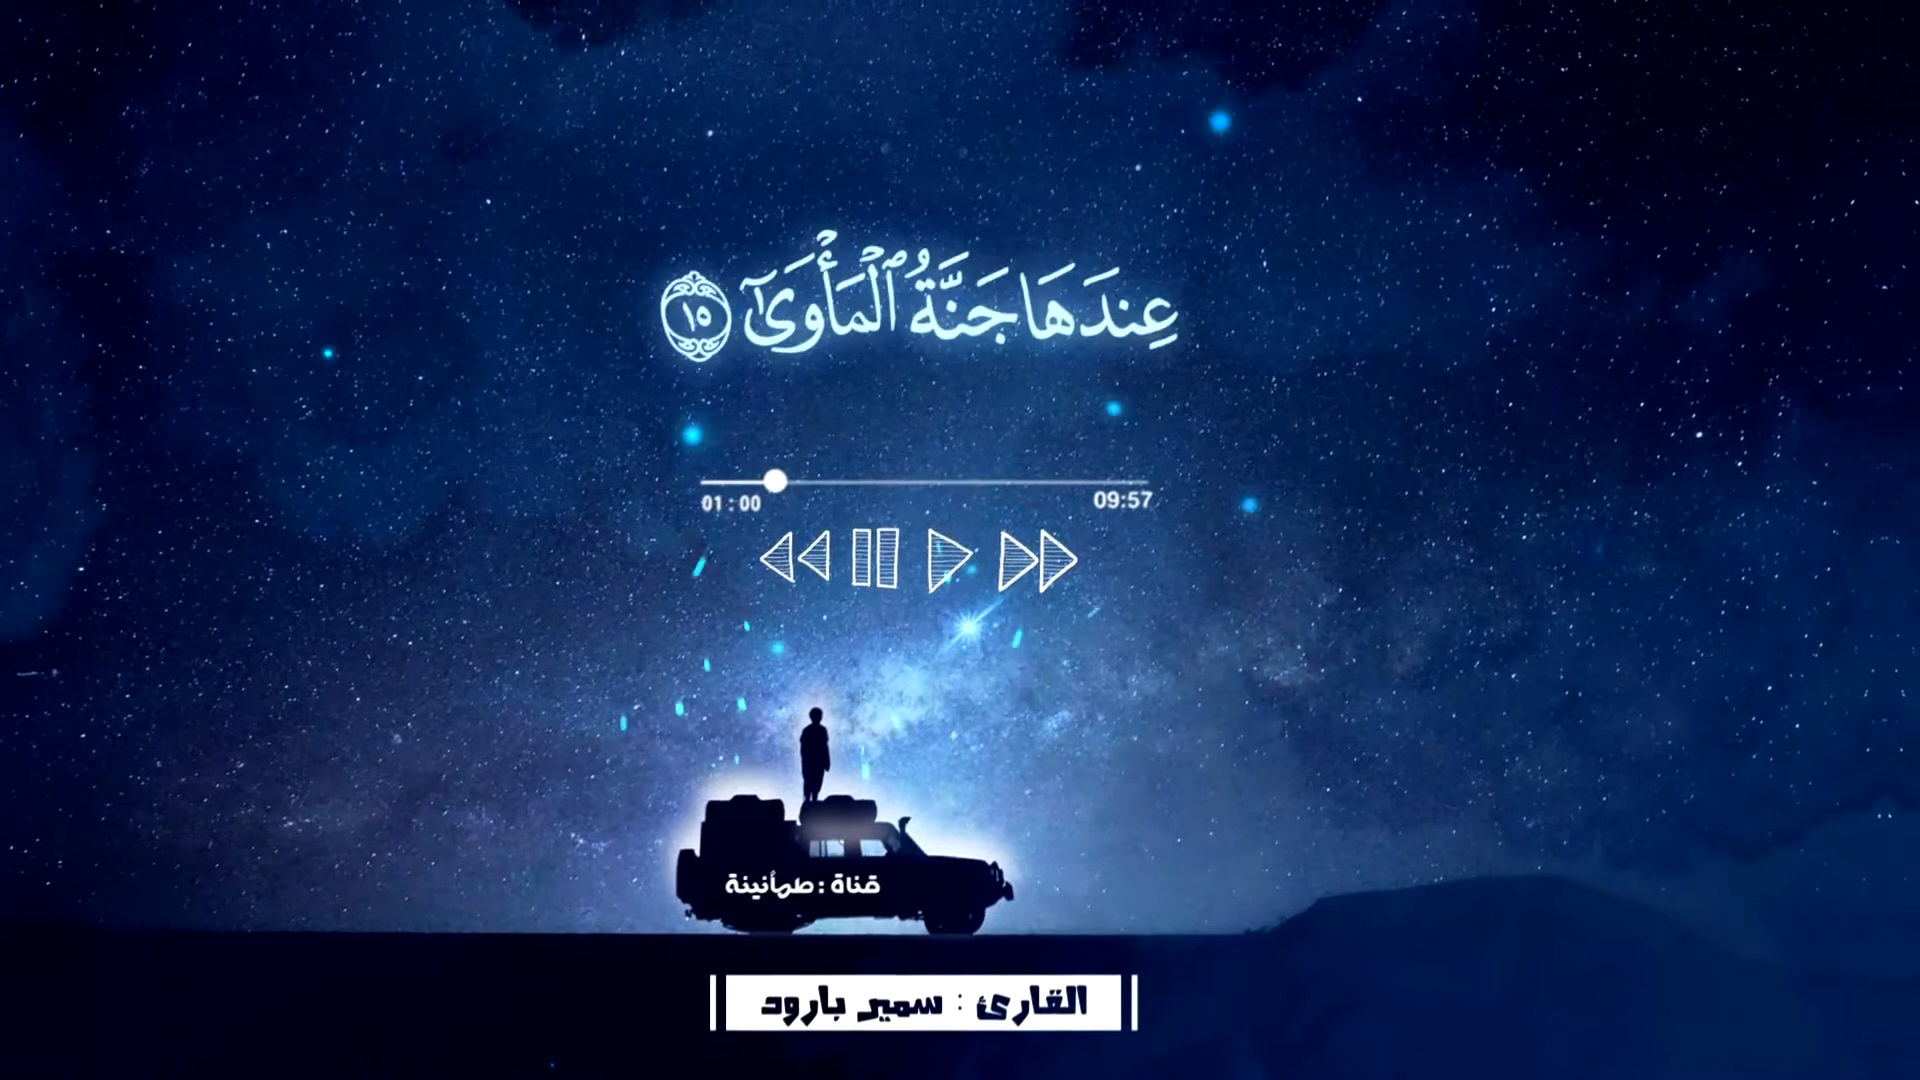 عِندَهَا جَنَّةُ ٱلۡمَأۡوَىٰٓ ١٥
01 : 00
09:57
قناة : طمأنينة
القارئ : سمير بارود